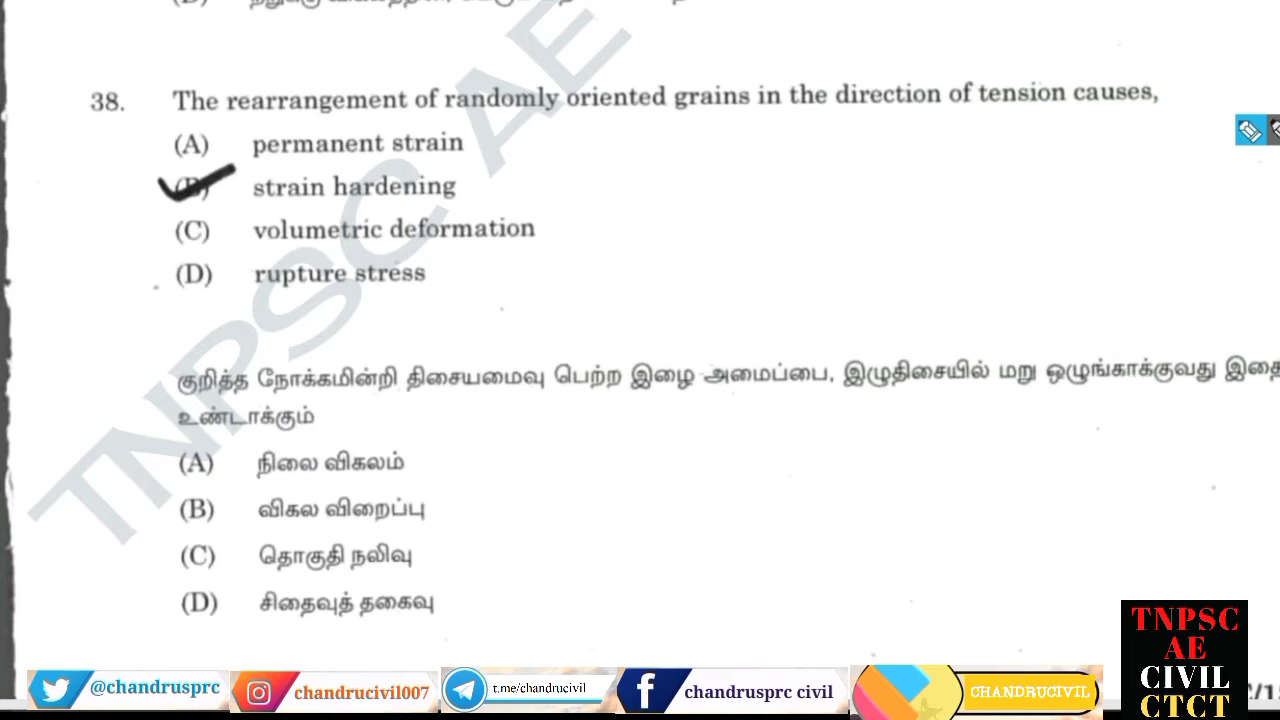 38. The rearrangement of randomly oriented grains in the direction of tension causes,
(A) permanent strain
(B) strain hardening
(C) volumetric deformation
(D) rupture stress
குறித்த நோக்கமின்றி திசையமைவு பெற்ற இழை அமைப்பை, இழுதிசையில் மறு ஒழுங்காக்குவது இதை
உண்டாக்கும்
(A) நிலை விகலம்
(B) விகல விறைப்பு
(C) தொகுதி நலிவு
(D) சிதைவுத் தகைவு
TNPSC AE
TNPSC
AE
CIVIL
CTCT
@chandrusprc
chandrucivil007
t.me/chandrucivil
chandrusprc civil
CHANDRUCIVIL